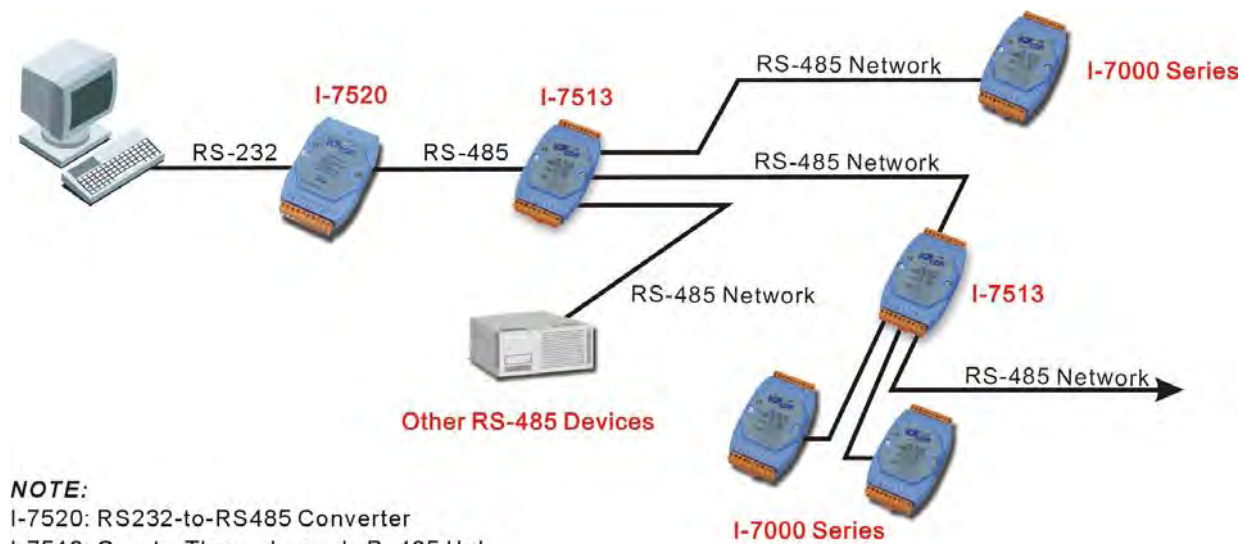 I-7520
I-7513
RS-485 Network
I-7000 Series
RS-232
RS-485
RS-485 Network
RS-485 Network
I-7513
RS-485 Network
Other RS-485 Devices
I-7000 Series
NOTE:
I-7520: RS232-to-RS485 Converter